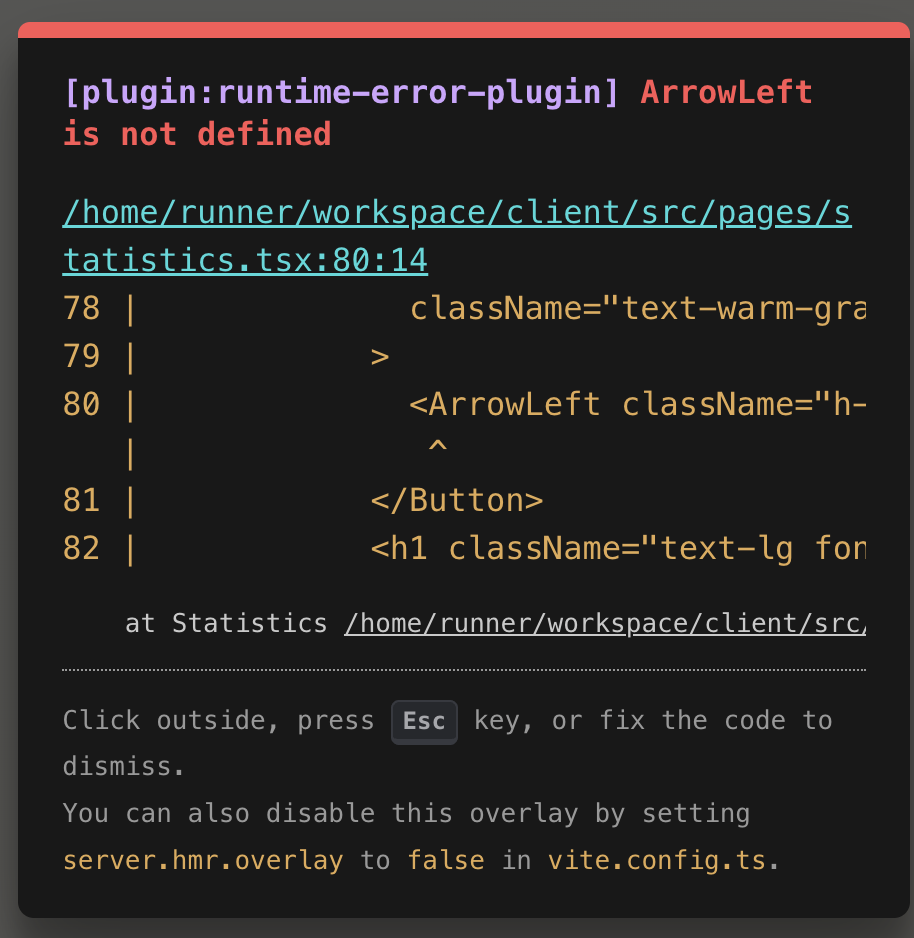 [plugin:runtime-error-plugin] ArrowLeft
is not defined
/home/runner/workspace/client/src/pages/s
tatistics.tsx:80:14
78 |              className="text-warm-gra
79 |            >
80 |              <ArrowLeft className="h-
   |               ^
81 |            </Button>
82 |            <h1 className="text-lg fon
    at Statistics /home/runner/workspace/client/src/
Click outside, press Esc key, or fix the code to
dismiss.
You can also disable this overlay by setting
server.hmr.overlay to false in vite.config.ts.